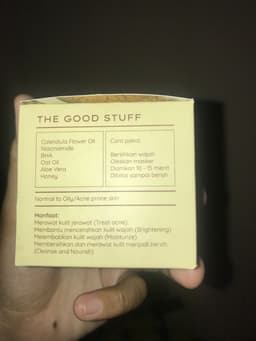 THE GOOD STUFF
Calendula Flower Oil
Niacinamide
BHA
Oat Oil
Aloe Vera
Honey
Cara pakai:
Bersihkan wajah
Oleskan masker
Diamkan 10 - 15 menit
Dibilas sampai bersih
Normal to Oily/Acne prone skin
Manfaat:
Merawat kulit jerawat (Treat acne)
Membantu mencerahkan kulit wajah (Brightening)
Melembabkan kulit wajah (Moisturize)
Membersihkan dan merawat kulit menjadi bersih
(Cleanse and Nourish)